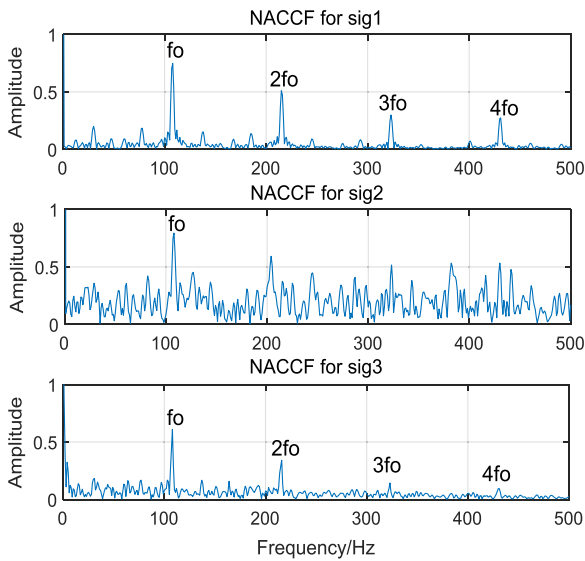 NACCF for sig1
Amplitude
1
0.5
0
fo
2fo
3fo
4fo
0 100 200 300 400 500
NACCF for sig2
Amplitude
1
0.5
0
fo
0 100 200 300 400 500
NACCF for sig3
Amplitude
1
0.5
0
fo
2fo
3fo
4fo
0 100 200 300 400 500
Frequency/Hz